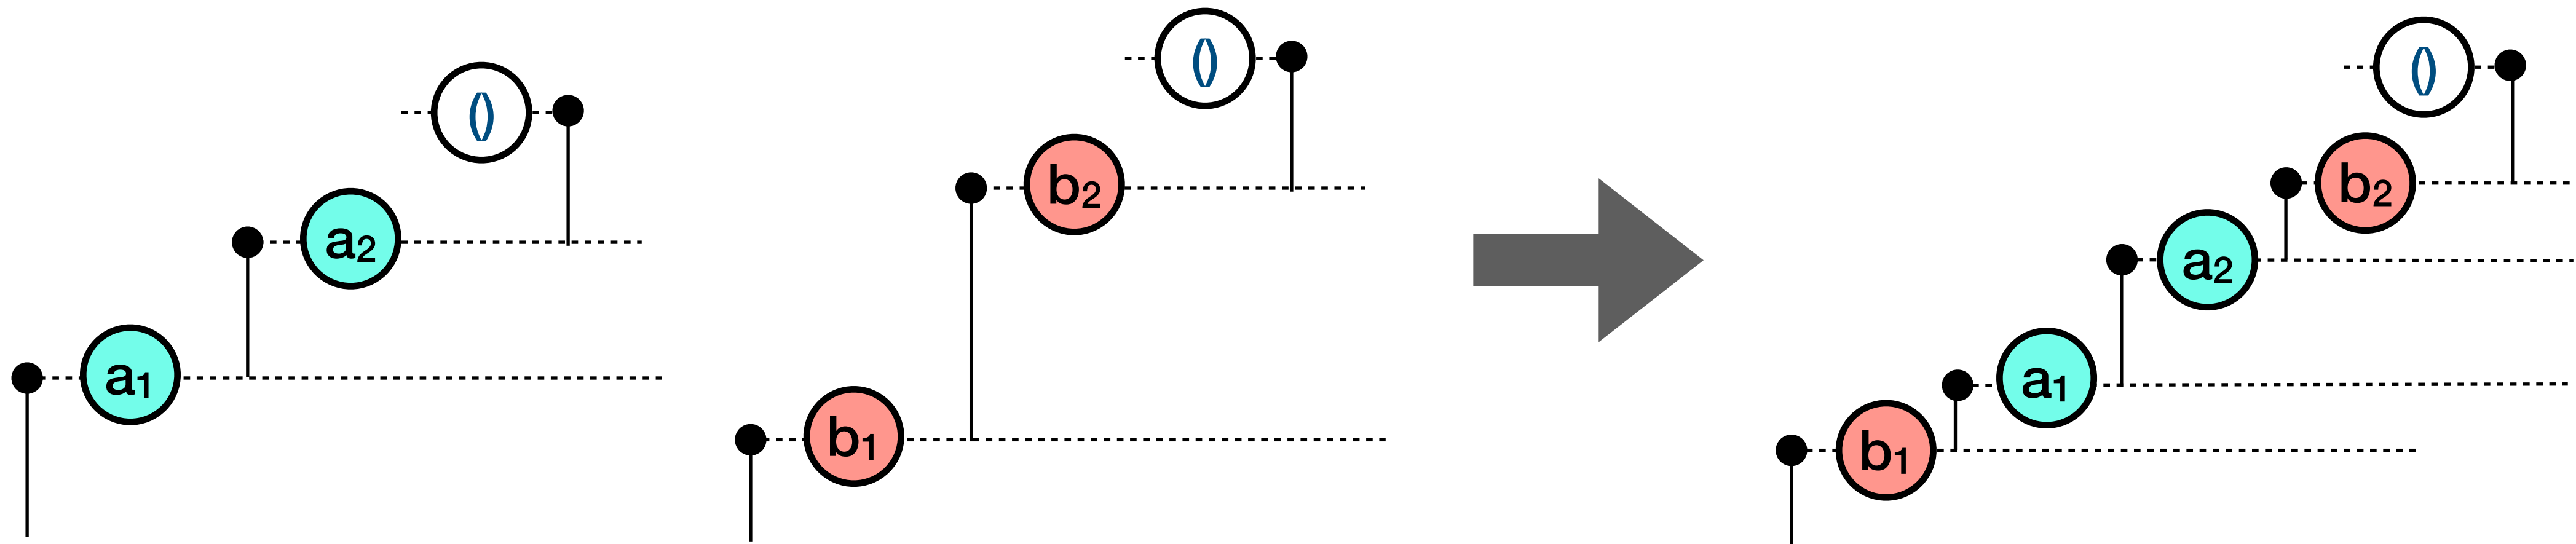 ()
a₂
a₁
()
b₂
b₁
()
b₂
a₂
a₁
b₁